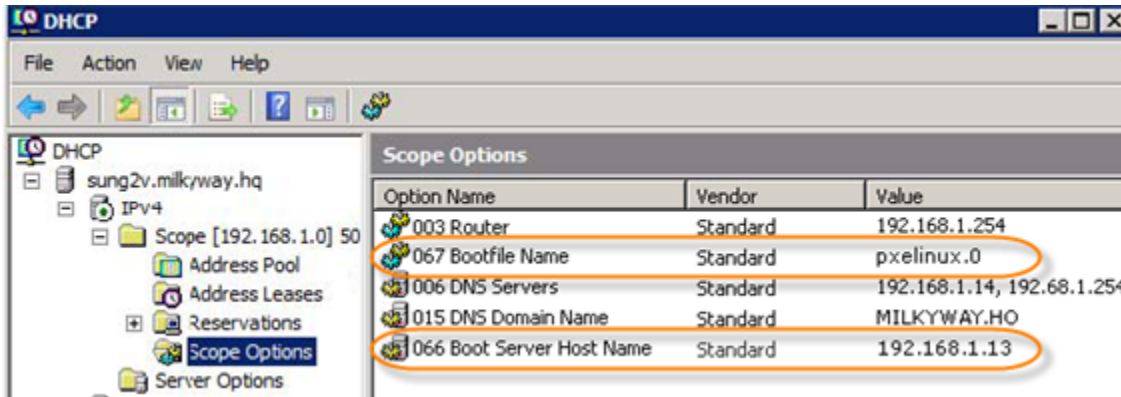 DHCP
File Action View Help
DHCP
sung2v.milkyway.hq
IPv4
Scope [192.168.1.0] 50
Address Pool
Address Leases
Reservations
Scope Options
Server Options
Scope Options
Option Name Vendor Value
003 Router Standard 192.168.1.254
067 Bootfile Name Standard pxelinux.0
006 DNS Servers Standard 192.168.1.14, 192.68.1.254
015 DNS Domain Name Standard MILKYWAY.HO
066 Boot Server Host Name Standard 192.168.1.13